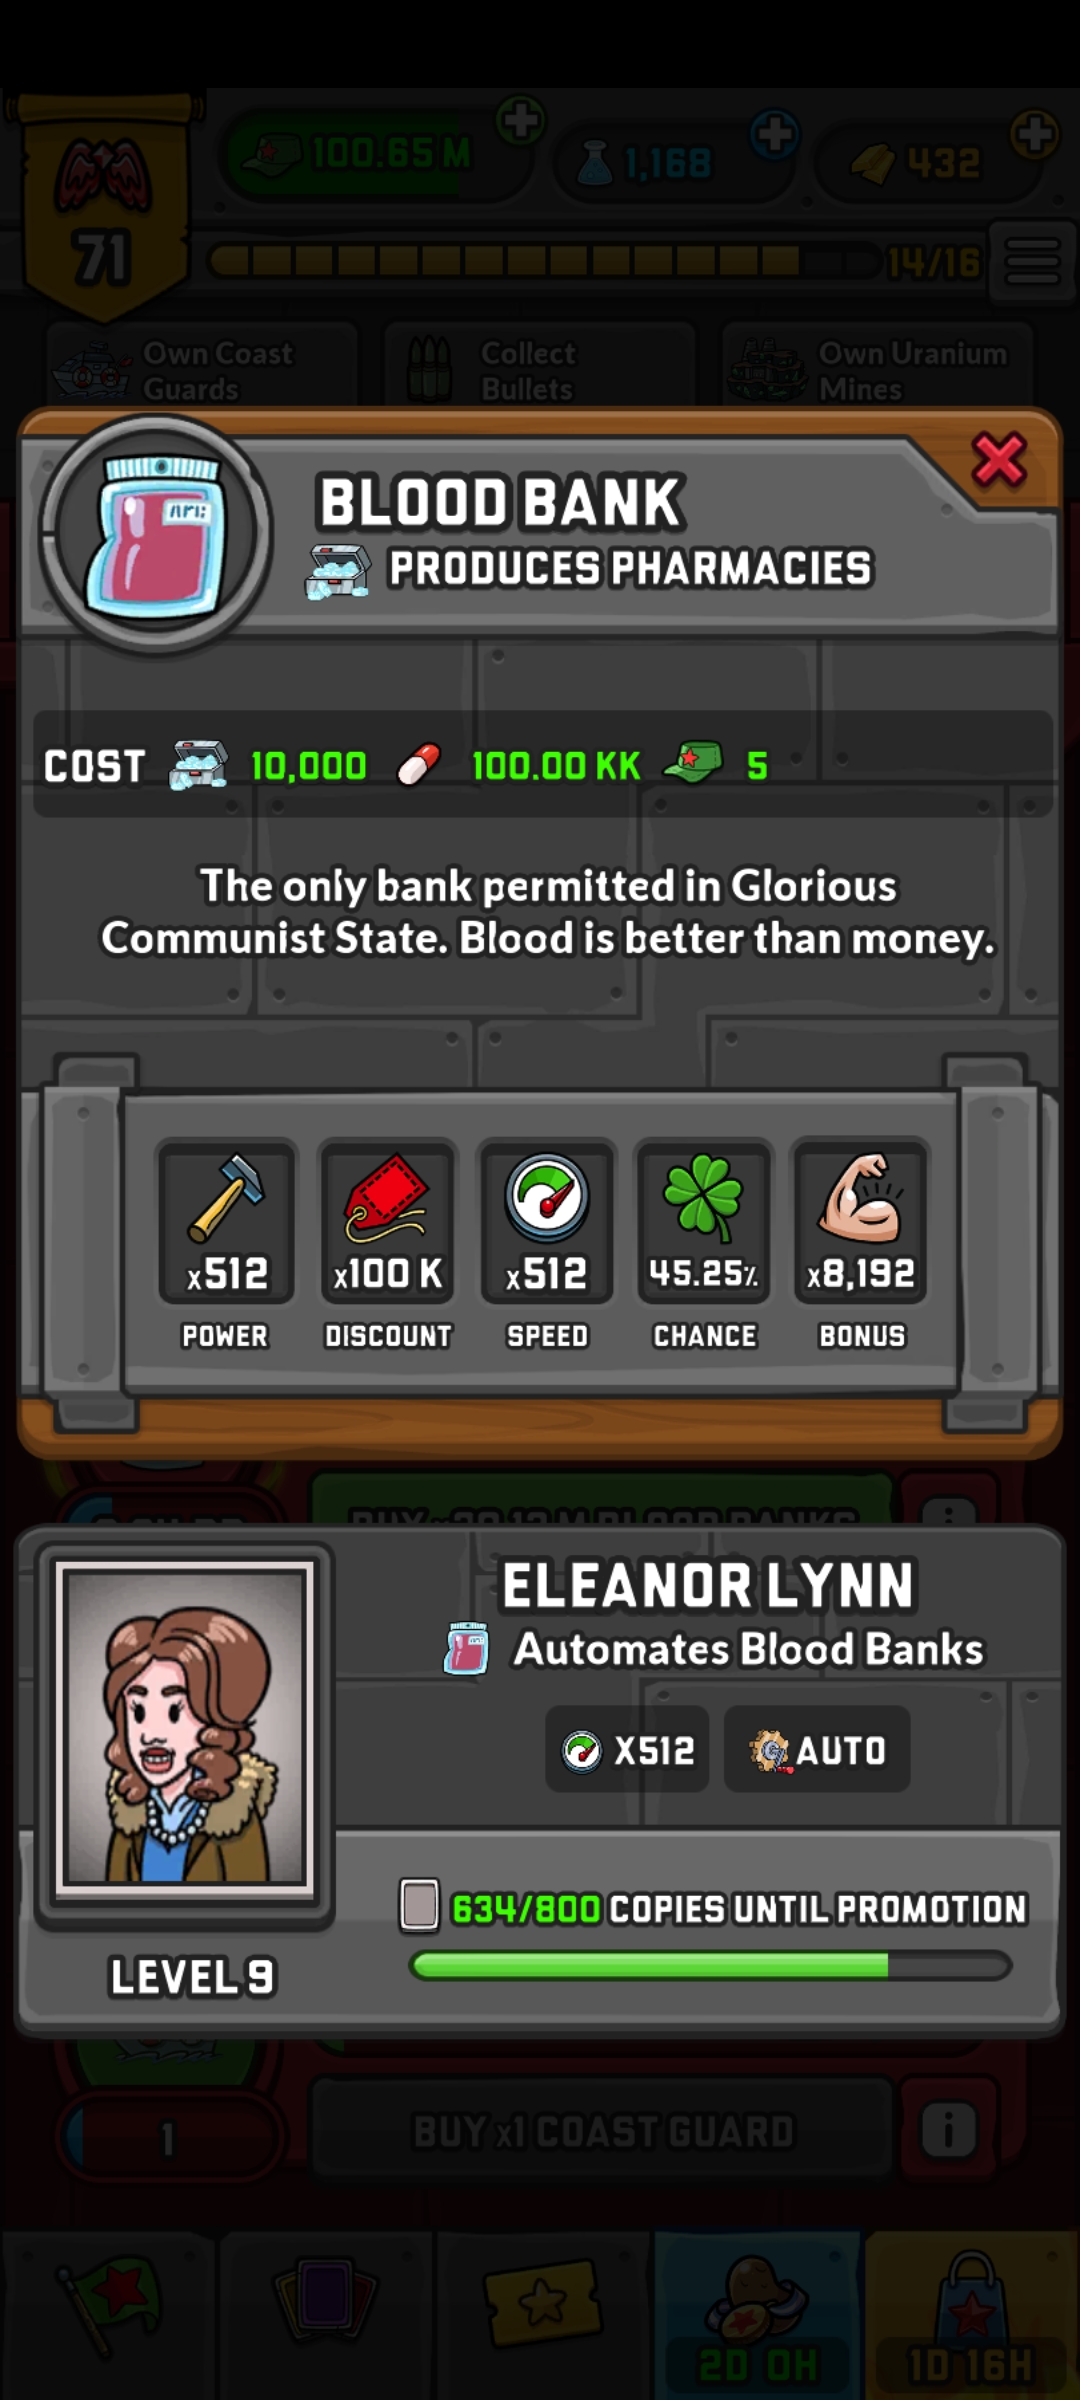 100.65 M
1,168
432
71
14/16
Own Coast Guards
Collect Bullets
Own Uranium Mines
BLOOD BANK
PRODUCES PHARMACIES
COST 10,000 100.00 KK 5
The only bank permitted in Glorious
Communist State. Blood is better than money.
x512
x100 K
x512
45.25%
x8,192
POWER
DISCOUNT
SPEED
CHANCE
BONUS
ELEANOR LYNN
Automates Blood Banks
X512
AUTO
634/800 COPIES UNTIL PROMOTION
LEVEL 9
1
BUY x1 COAST GUARD
2D 0H
1D 16H